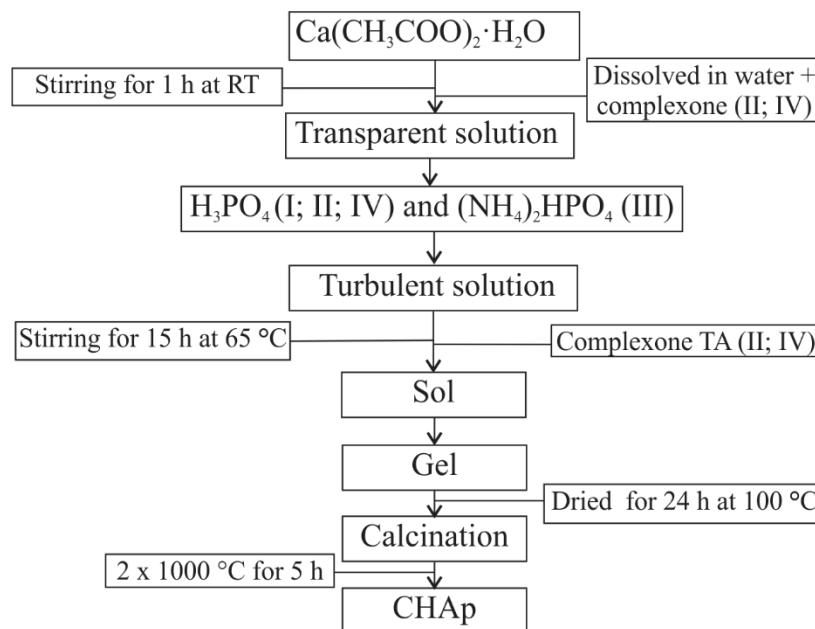 Ca(CH₃COO)₂·H₂O
Stirring for 1 h at RT
Dissolved in water +
complexone (II; IV)
Transparent solution
H₃PO₄ (I; II; IV) and (NH₄)₂HPO₄ (III)
Turbulent solution
Stirring for 15 h at 65 °C
Complexone TA (II; IV)
Sol
Gel
Dried for 24 h at 100 °C
Calcination
2 x 1000 °C for 5 h
CHAp